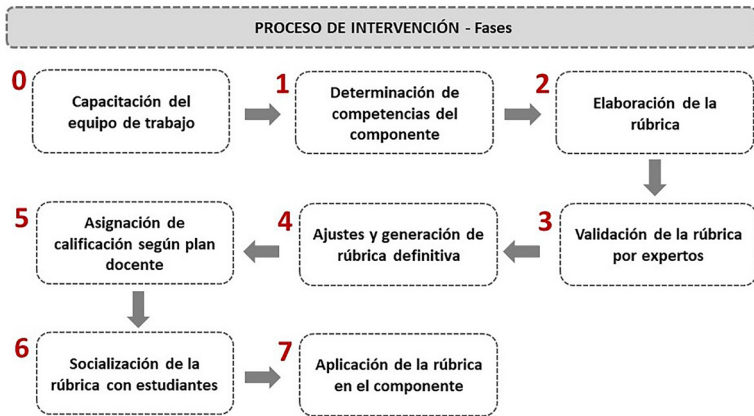 PROCESO DE INTERVENCIÓN - Fases
0
Capacitación del
equipo de trabajo
1
Determinación de
competencias del
componente
2
Elaboración de la
rúbrica
3
Validación de la rúbrica
por expertos
4
Ajustes y generación de
rúbrica definitiva
5
Asignación de
calificación según plan
docente
6
Socialización de la
rúbrica con estudiantes
7
Aplicación de la rúbrica
en el componente